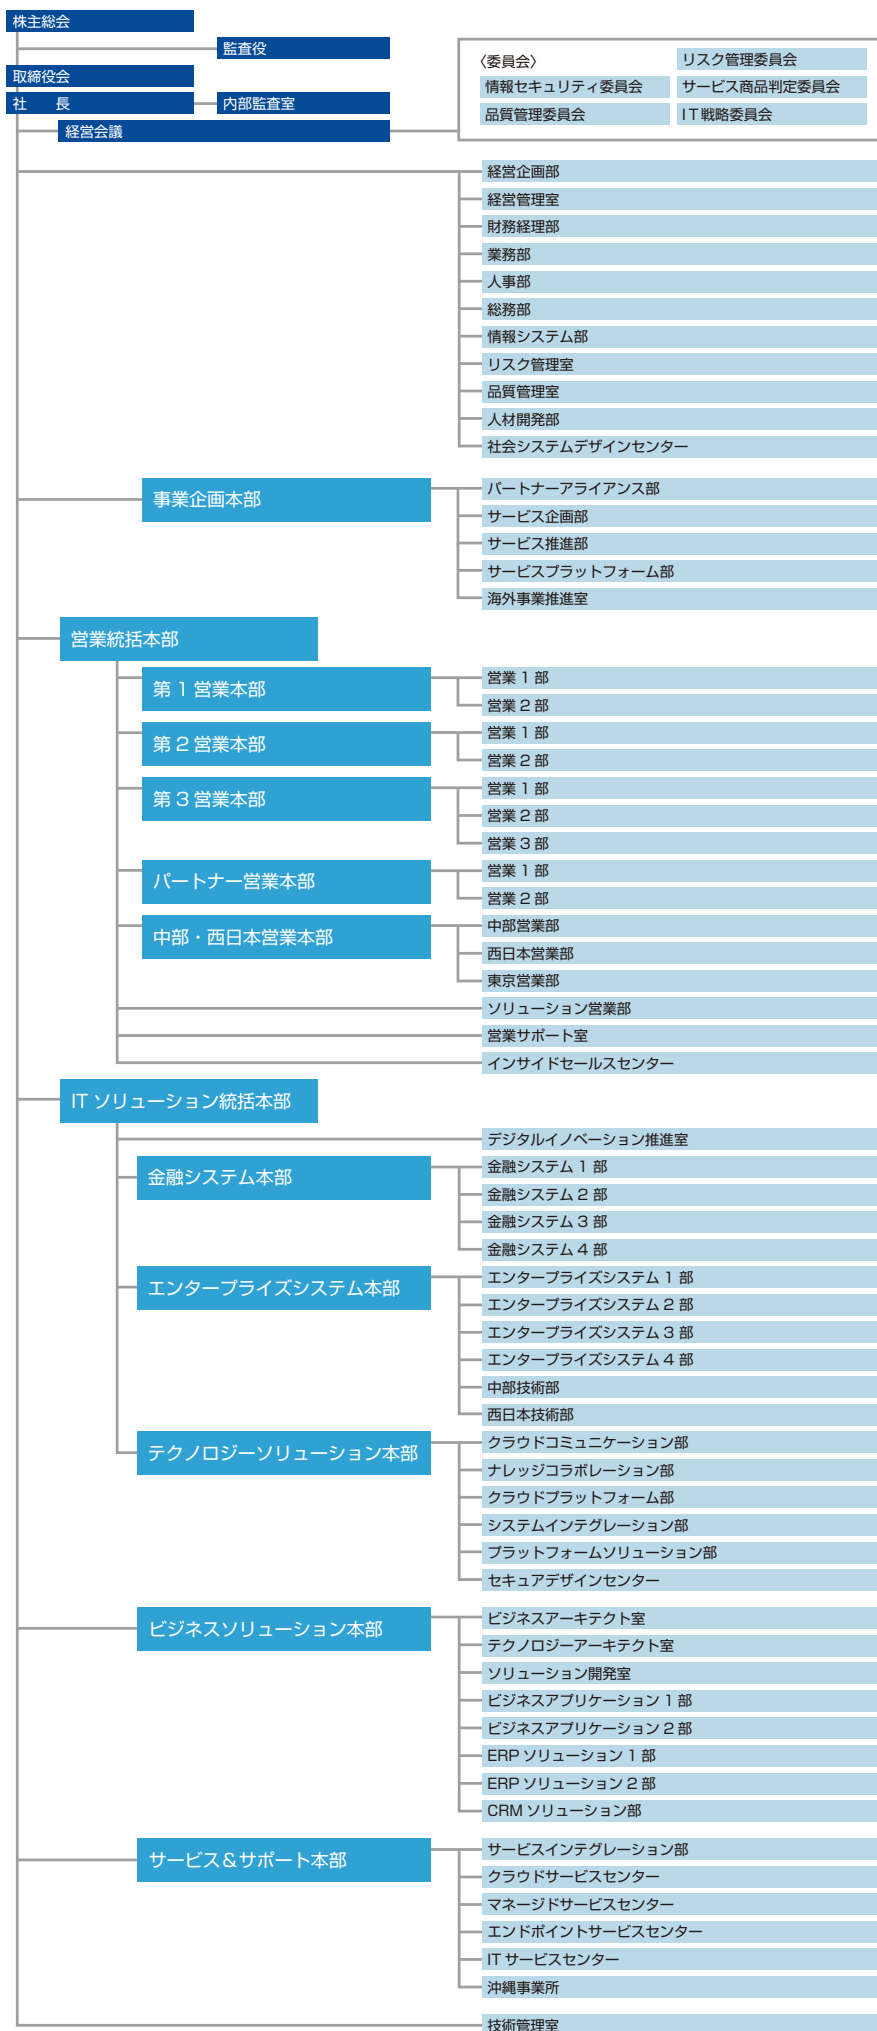 株主総会
監査役
取締役会
社　長
内部監査室
経営会議
〈委員会〉
リスク管理委員会
情報セキュリティ委員会
サービス商品判定委員会
品質管理委員会
IT戦略委員会
経営企画部
経営管理室
財務経理部
業務部
人事部
総務部
情報システム部
リスク管理室
品質管理室
人材開発部
社会システムデザインセンター
事業企画本部
パートナーアライアンス部
サービス企画部
サービス推進部
サービスプラットフォーム部
海外事業推進室
営業統括本部
第1営業本部
営業1部
営業2部
第2営業本部
営業1部
営業2部
第3営業本部
営業1部
営業2部
営業3部
パートナー営業本部
営業1部
営業2部
中部・西日本営業本部
中部営業部
西日本営業部
東京営業部
ソリューション営業部
営業サポート室
インサイドセールスセンター
ITソリューション統括本部
デジタルイノベーション推進室
金融システム本部
金融システム1部
金融システム2部
金融システム3部
金融システム4部
エンタープライズシステム本部
エンタープライズシステム1部
エンタープライズシステム2部
エンタープライズシステム3部
エンタープライズシステム4部
中部技術部
西日本技術部
テクノロジーソリューション本部
クラウドコミュニケーション部
ナレッジコラボレーション部
クラウドプラットフォーム部
システムインテグレーション部
プラットフォームソリューション部
セキュアデザインセンター
ビジネスソリューション本部
ビジネスアーキテクト室
テクノロジーアーキテクト室
ソリューション開発室
ビジネスアプリケーション1部
ビジネスアプリケーション2部
ERPソリューション1部
ERPソリューション2部
CRMソリューション部
サービス&サポート本部
サービスインテグレーション部
クラウドサービスセンター
マネージドサービスセンター
エンドポイントサービスセンター
ITサービスセンター
沖縄事業所
技術管理室